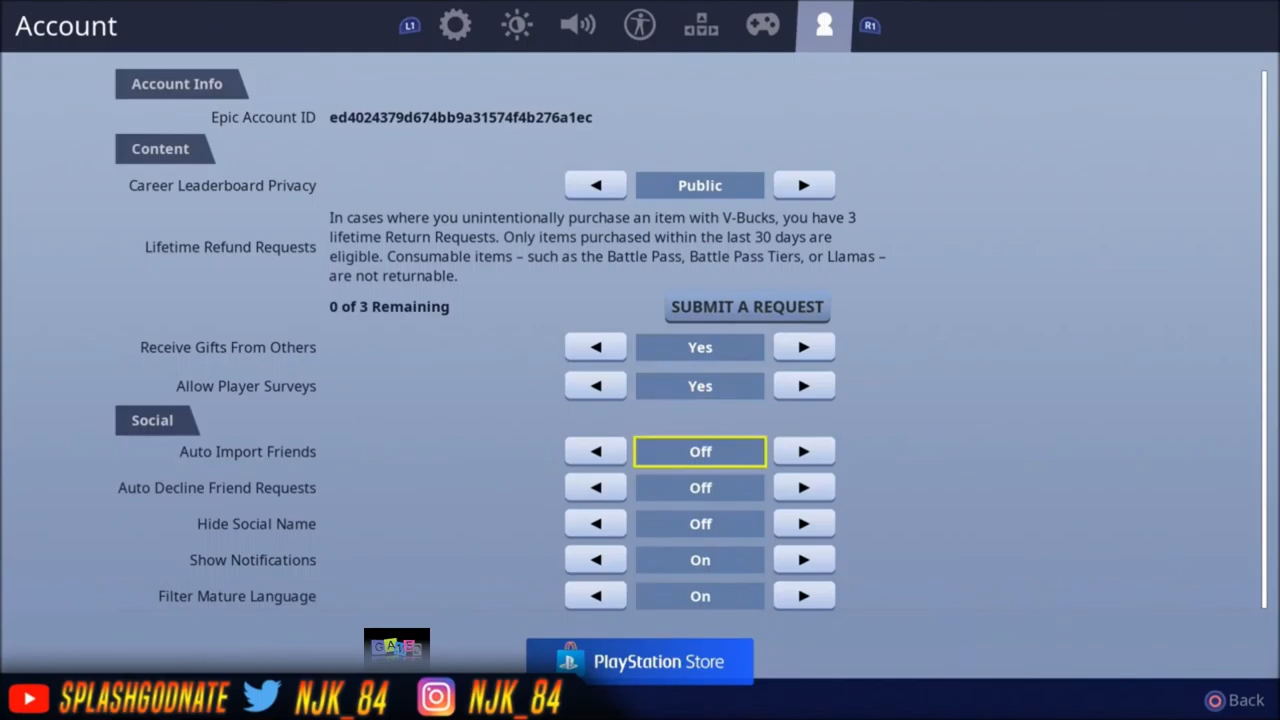 Account
L1
R1
Account Info
Epic Account ID ed4024379d674bb9a31574f4b276a1ec
Content
Career Leaderboard Privacy Public
In cases where you unintentionally purchase an item with V-Bucks, you have 3
lifetime Return Requests. Only items purchased within the last 30 days are
Lifetime Refund Requests
eligible. Consumable items – such as the Battle Pass, Battle Pass Tiers, or Llamas –
are not returnable.
0 of 3 Remaining SUBMIT A REQUEST
Receive Gifts From Others Yes
Allow Player Surveys Yes
Social
Auto Import Friends Off
Auto Decline Friend Requests Off
Hide Social Name Off
Show Notifications On
Filter Mature Language On
PlayStation Store
SPLASHGODNATE NJK_84 NJK_84
Back